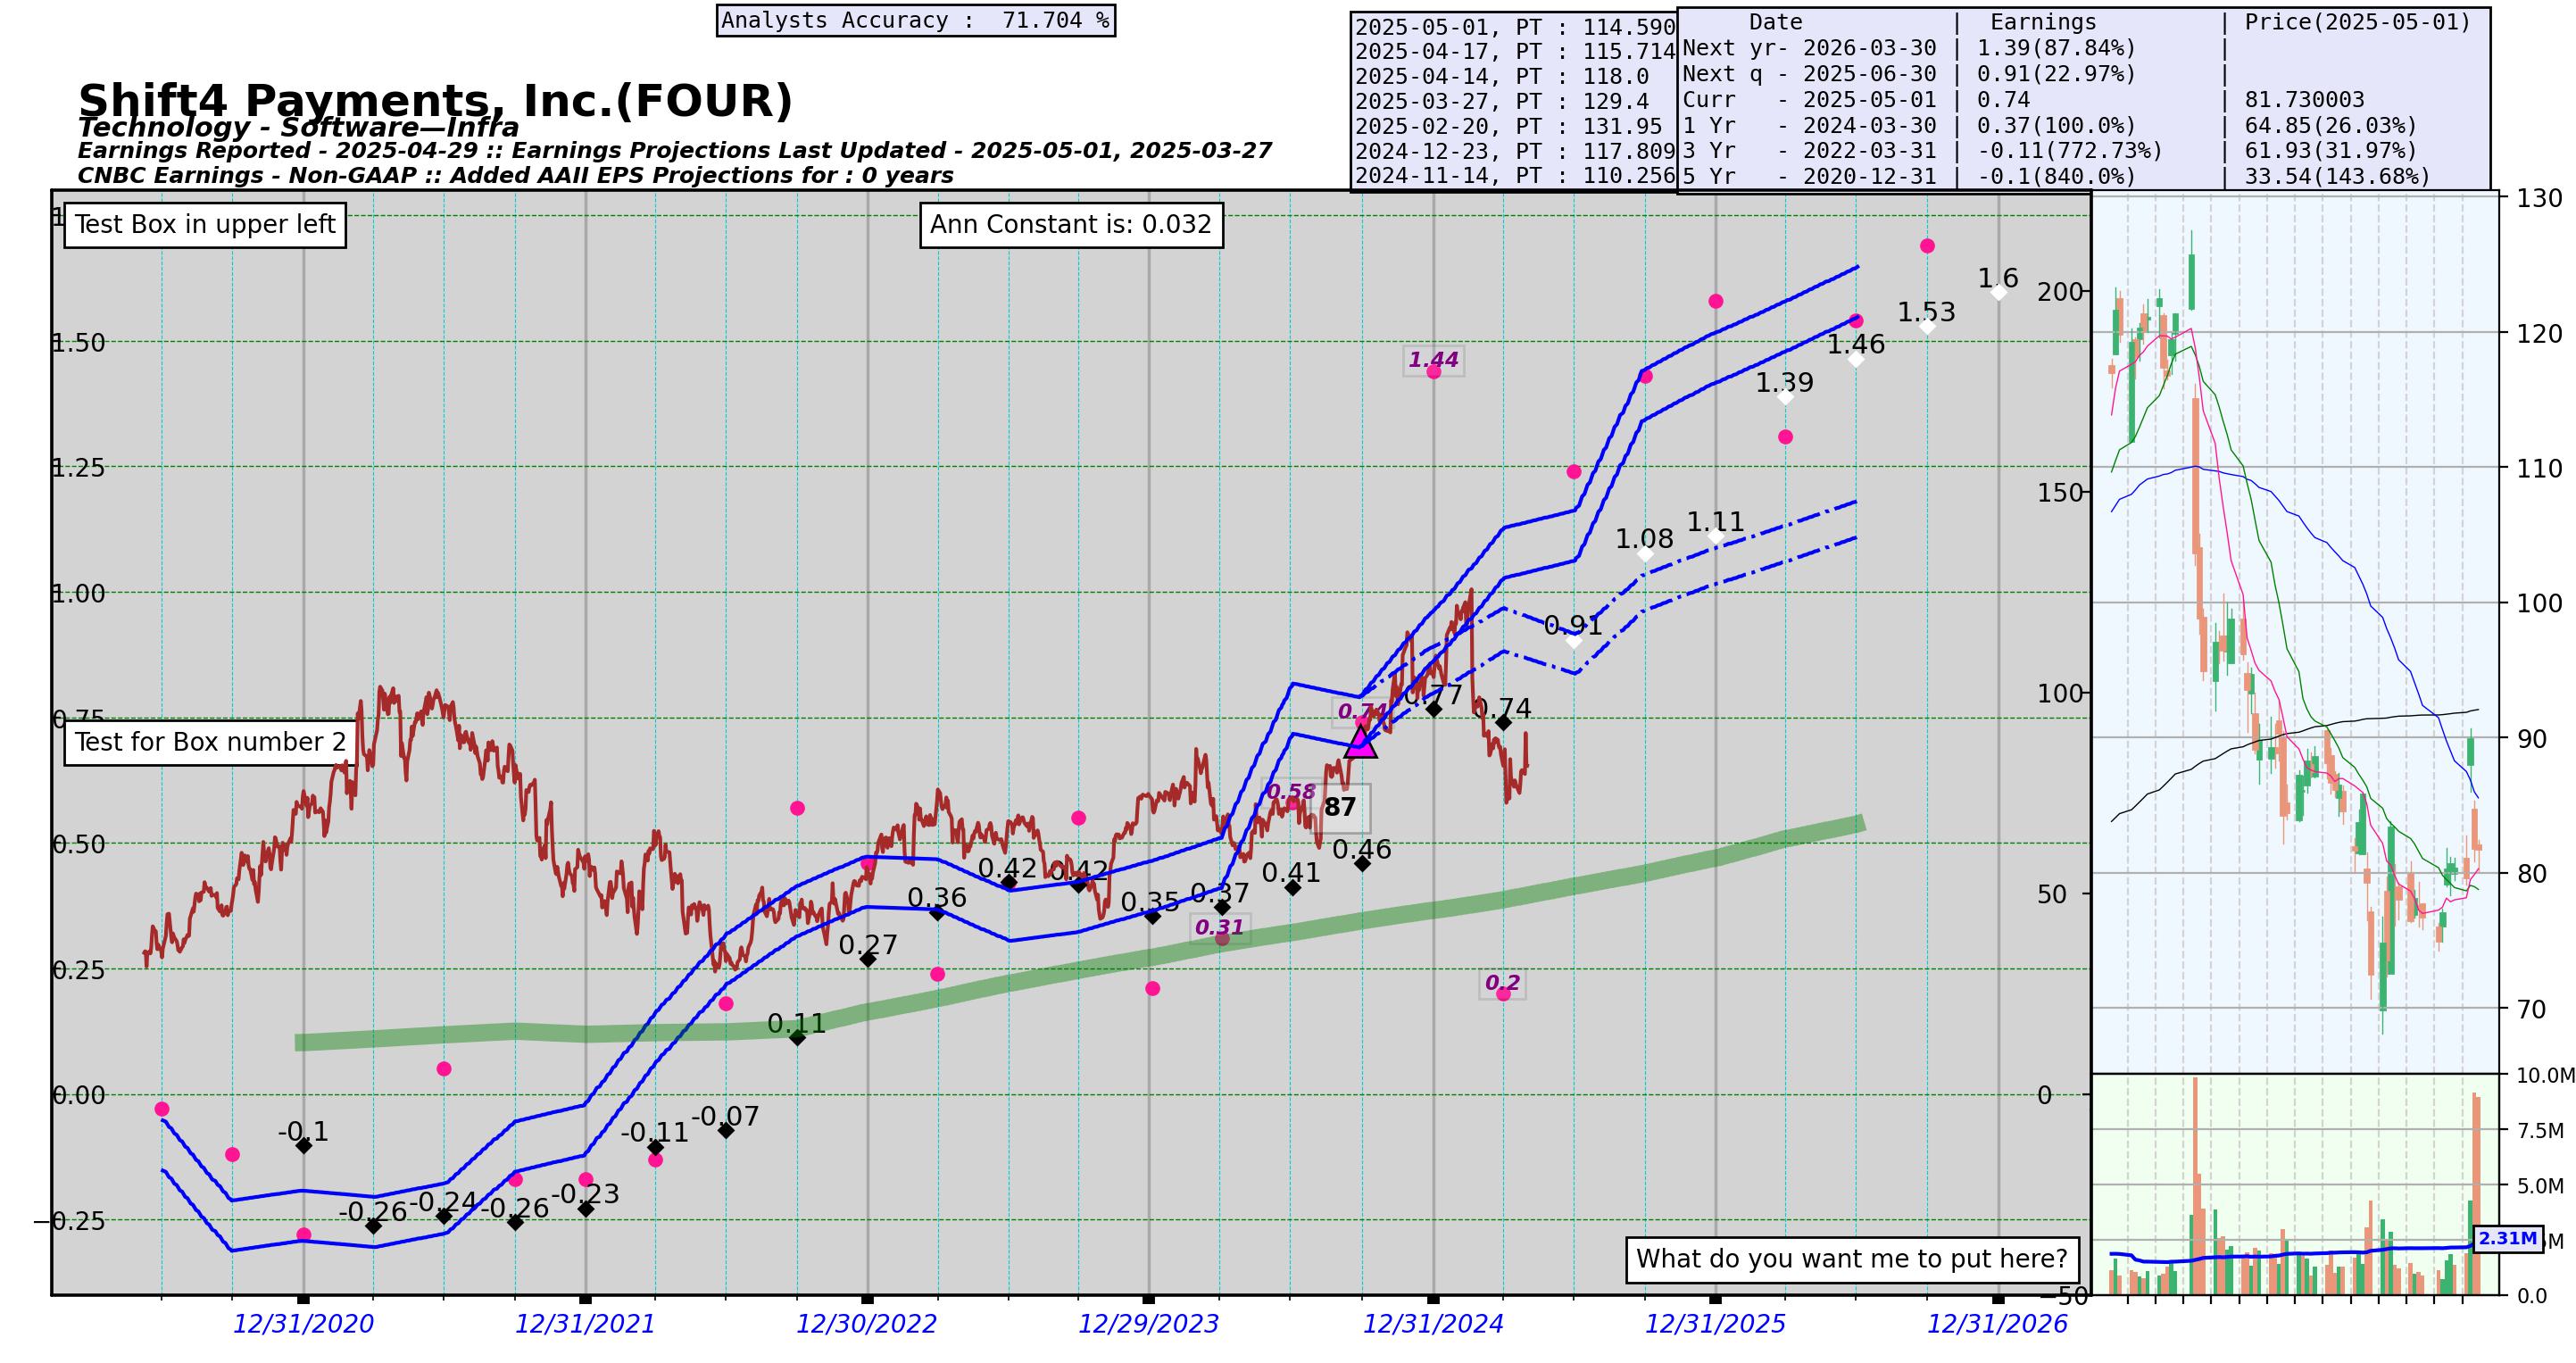 Analysts Accuracy :  71.704 %
2025-05-01, PT : 114.590
2025-04-17, PT : 115.714
2025-04-14, PT : 118.0
2025-03-27, PT : 129.4
2025-02-20, PT : 131.95
2024-12-23, PT : 117.809
2024-11-14, PT : 110.256
Date | Earnings | Price(2025-05-01)
Next yr- 2026-03-30 | 1.39(87.84%) |
Next q - 2025-06-30 | 0.91(22.97%) |
Curr - 2025-05-01 | 0.74 | 81.730003
1 Yr - 2024-03-30 | 0.37(100.0%) | 64.85(26.03%)
3 Yr - 2022-03-31 | -0.11(772.73%) | 61.93(31.97%)
5 Yr - 2020-12-31 | -0.1(840.0%) | 33.54(143.68%)
Shift4 Payments, Inc.(FOUR)
Technology - Software—Infra
Earnings Reported - 2025-04-29 :: Earnings Projections Last Updated - 2025-05-01, 2025-03-27
CNBC Earnings - Non-GAAP :: Added AAII EPS Projections for : 0 years
Test Box in upper left
Ann Constant is: 0.032
Test for Box number 2
What do you want me to put here?
1.50
1.25
1.00
0.75
0.50
0.25
0.00
−0.25
-0.1
-0.26
-0.24
-0.26
-0.23
-0.11
-0.07
0.11
0.27
0.36
0.42
0.42
0.35
0.37
0.31
0.41
0.58
87
0.46
0.74
1.44
0.77
0.74
0.2
0.91
1.08
1.11
1.39
1.46
1.53
1.6
200
150
100
50
0
−50
130
120
110
100
90
80
70
10.0M
7.5M
5.0M
2.31M
0.0
12/31/2020
12/31/2021
12/30/2022
12/29/2023
12/31/2024
12/31/2025
12/31/2026